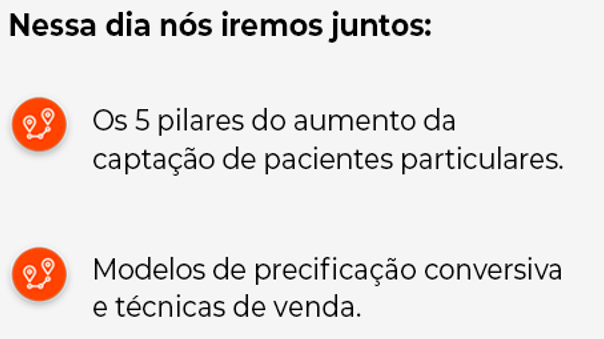 Nessa dia nós iremos juntos:
Os 5 pilares do aumento da
captação de pacientes particulares.
Modelos de precificação conversiva
e técnicas de venda.